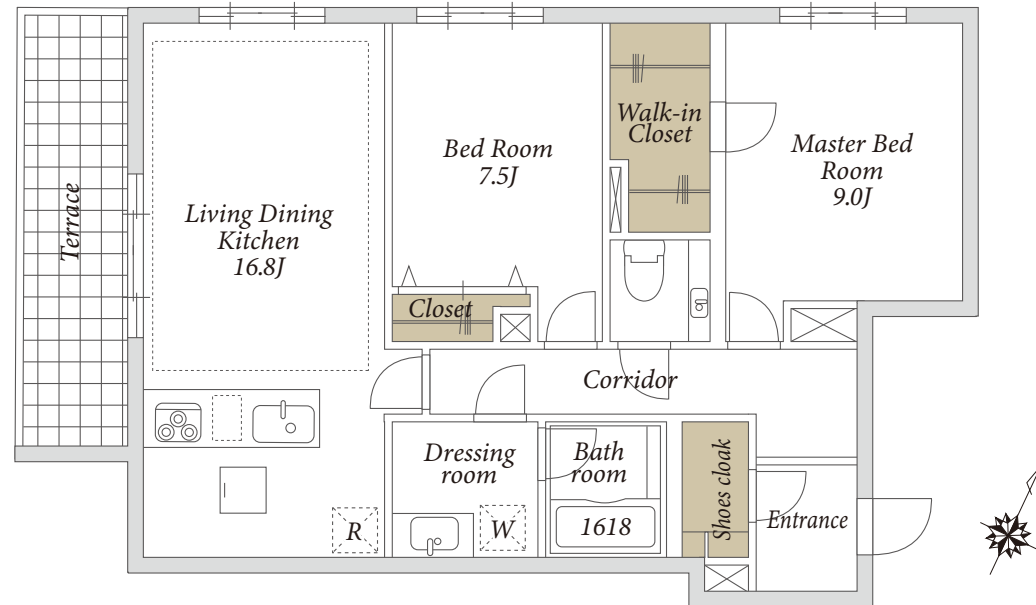 Terrace
Living Dining
Kitchen
16.8J
Bed Room
7.5J
Closet
Walk-in
Closet
Master Bed
Room
9.0J
Corridor
Dressing
room
Bath
room
1618
Shoes cloak
Entrance
R
W